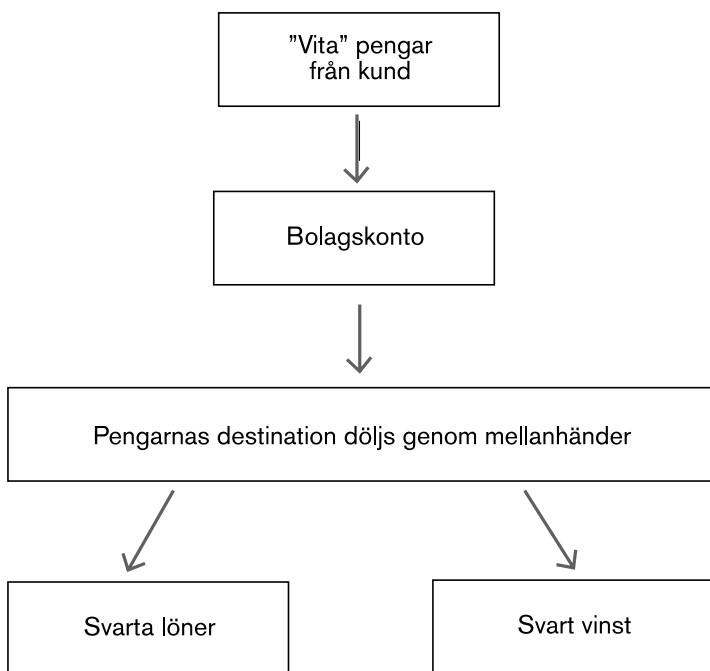 ”Vita” pengar
från kund
Bolagskonto
Pengarnas destination döljs genom mellanhänder
Svarta löner
Svart vinst